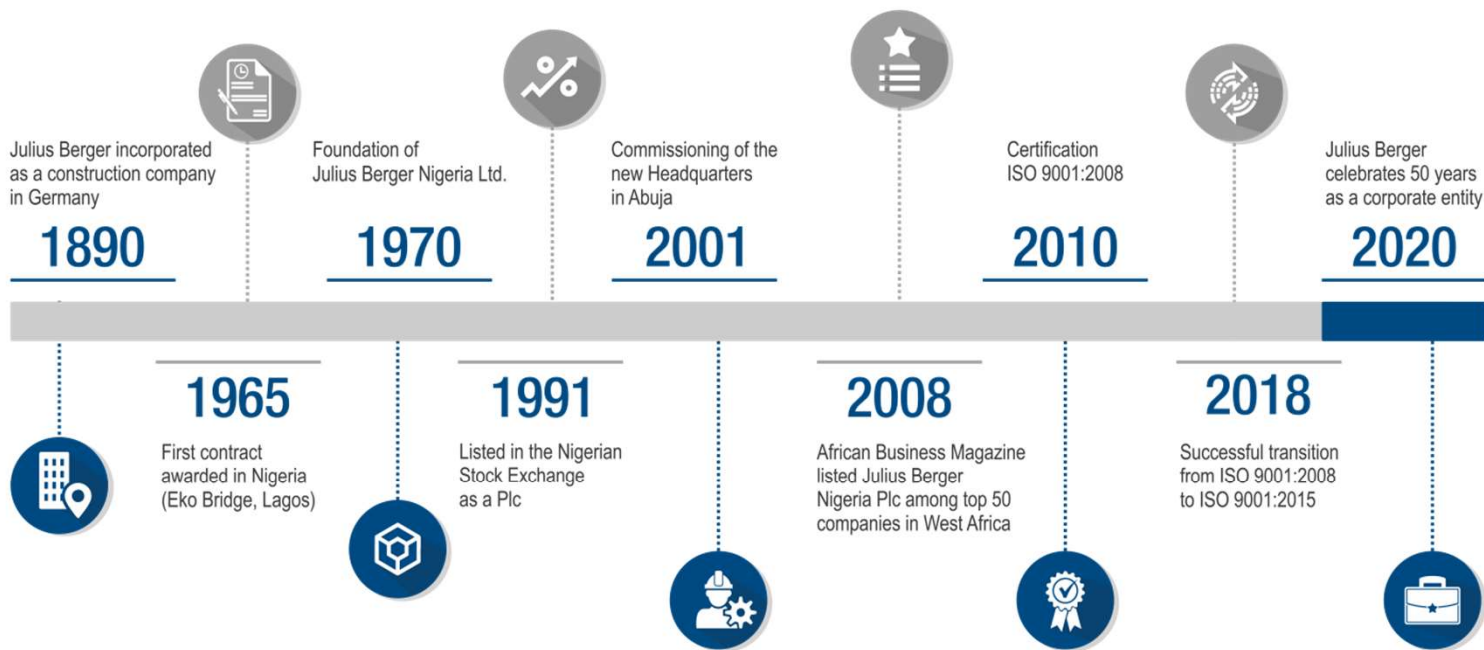 Julius Berger incorporated
as a construction company
in Germany
1890
1965
First contract
awarded in Nigeria
(Eko Bridge, Lagos)
Foundation of
Julius Berger Nigeria Ltd.
1970
1991
Listed in the Nigerian
Stock Exchange
as a Plc
Commissioning of the
new Headquarters
in Abuja
2001
2008
African Business Magazine
listed Julius Berger
Nigeria Plc among top 50
companies in West Africa
Certification
ISO 9001:2008
2010
2018
Successful transition
from ISO 9001:2008
to ISO 9001:2015
Julius Berger
celebrates 50 years
as a corporate entity
2020